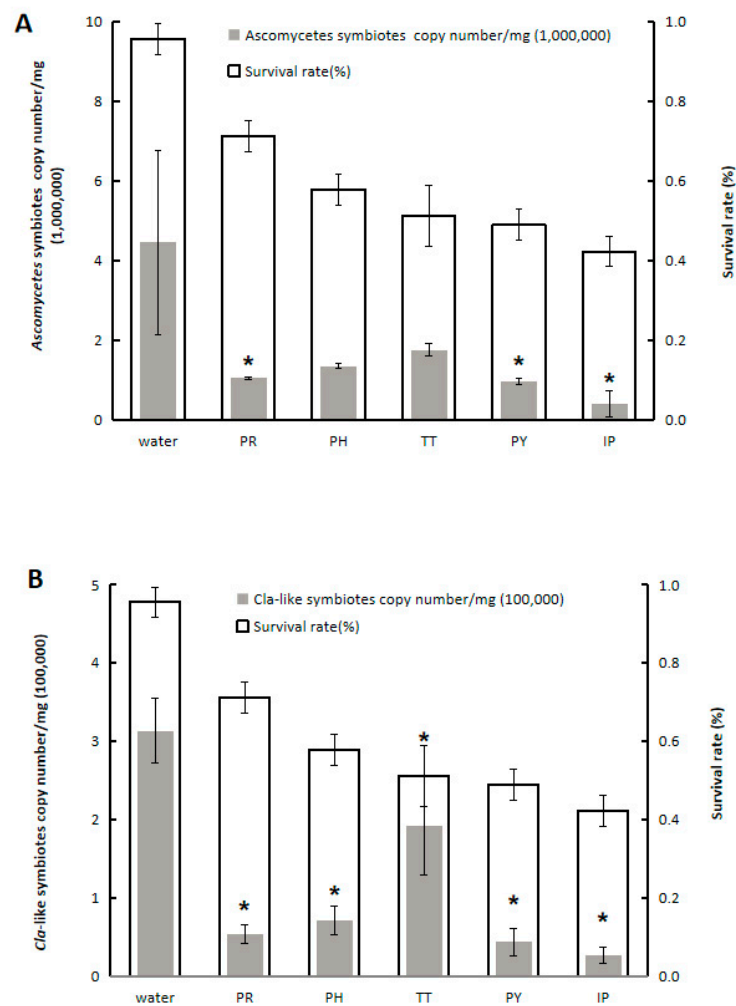 A
Ascomycetes symbiotes copy number/mg (1,000,000)
Survival rate(%)
Ascomycetes symbiotes copy number/mg
(1,000,000)
10
8
6
4
2
0
1.0
0.8
0.6
0.4
0.2
0.0
Survival rate (%)
* * *
water PR PH TT PY IP
B
Cla-like symbiotes copy number/mg (100,000)
Survival rate(%)
Cla-like symbiotes copy number/mg (100,000)
5
4
3
2
1
0
1.0
0.8
0.6
0.4
0.2
0.0
Survival rate (%)
* * * * *
water PR PH TT PY IP